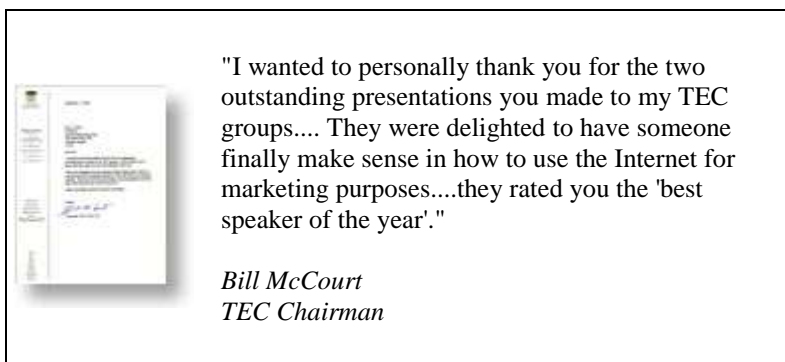 "I wanted to personally thank you for the two
outstanding presentations you made to my TEC
groups.... They were delighted to have someone
finally make sense in how to use the Internet for
marketing purposes....they rated you the 'best
speaker of the year'."
Bill McCourt
TEC Chairman